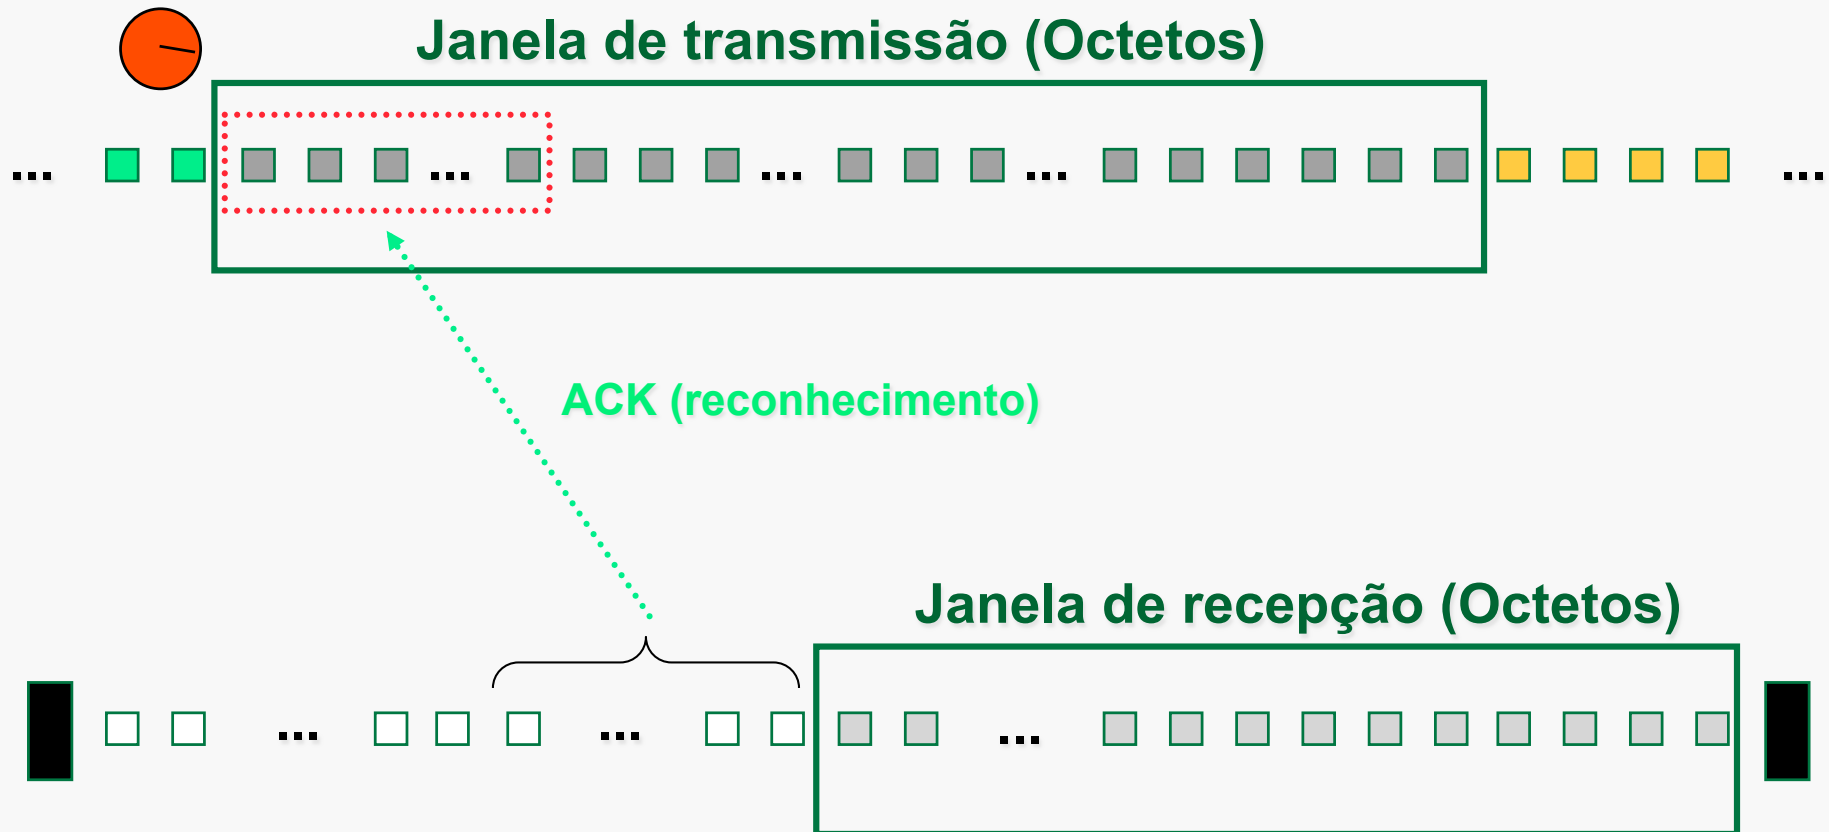 Janela de transmissão (Octetos)
... ... ... ... ...
ACK (reconhecimento)
Janela de recepção (Octetos)
... ... ...